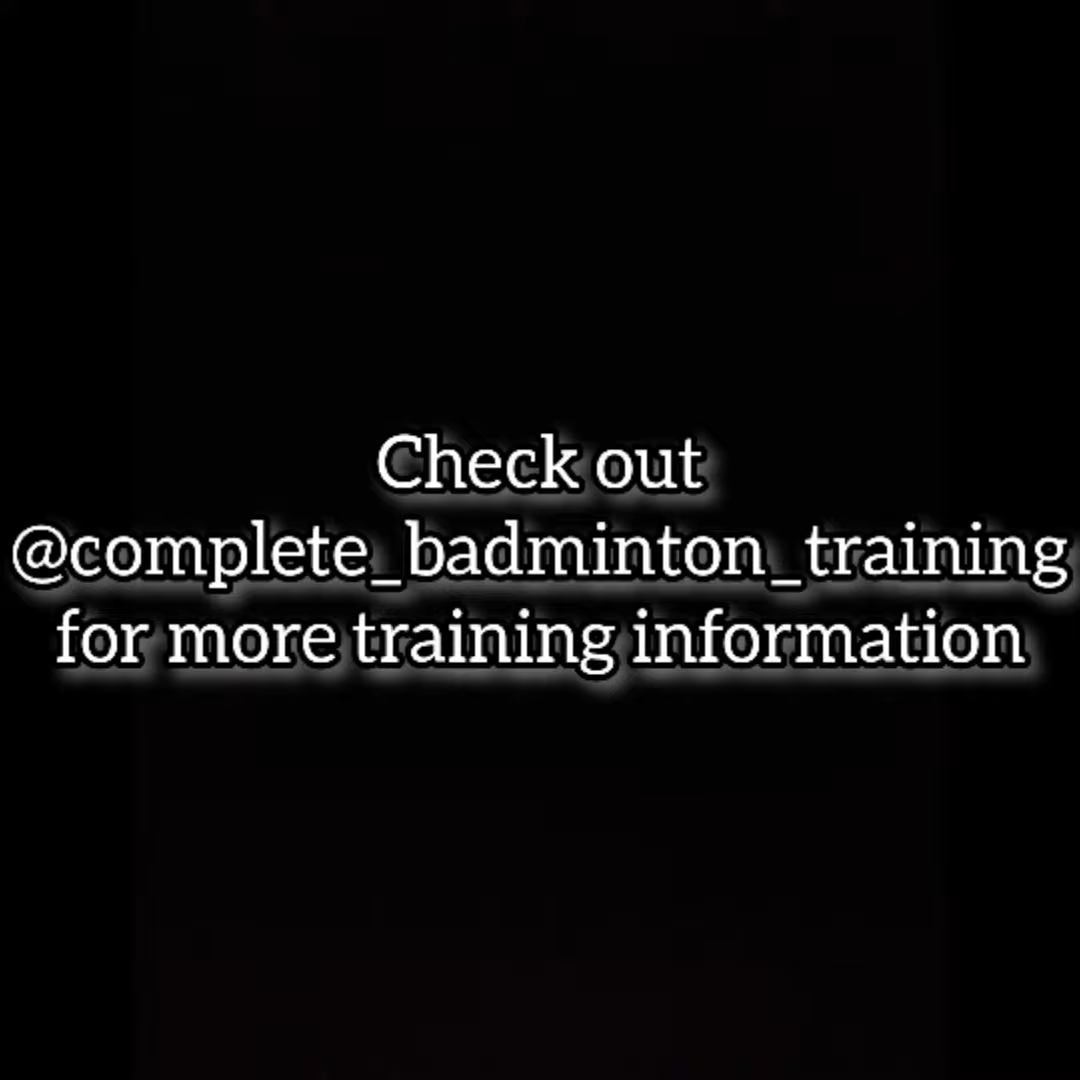 Check out
@complete_badminton_training
for more training information